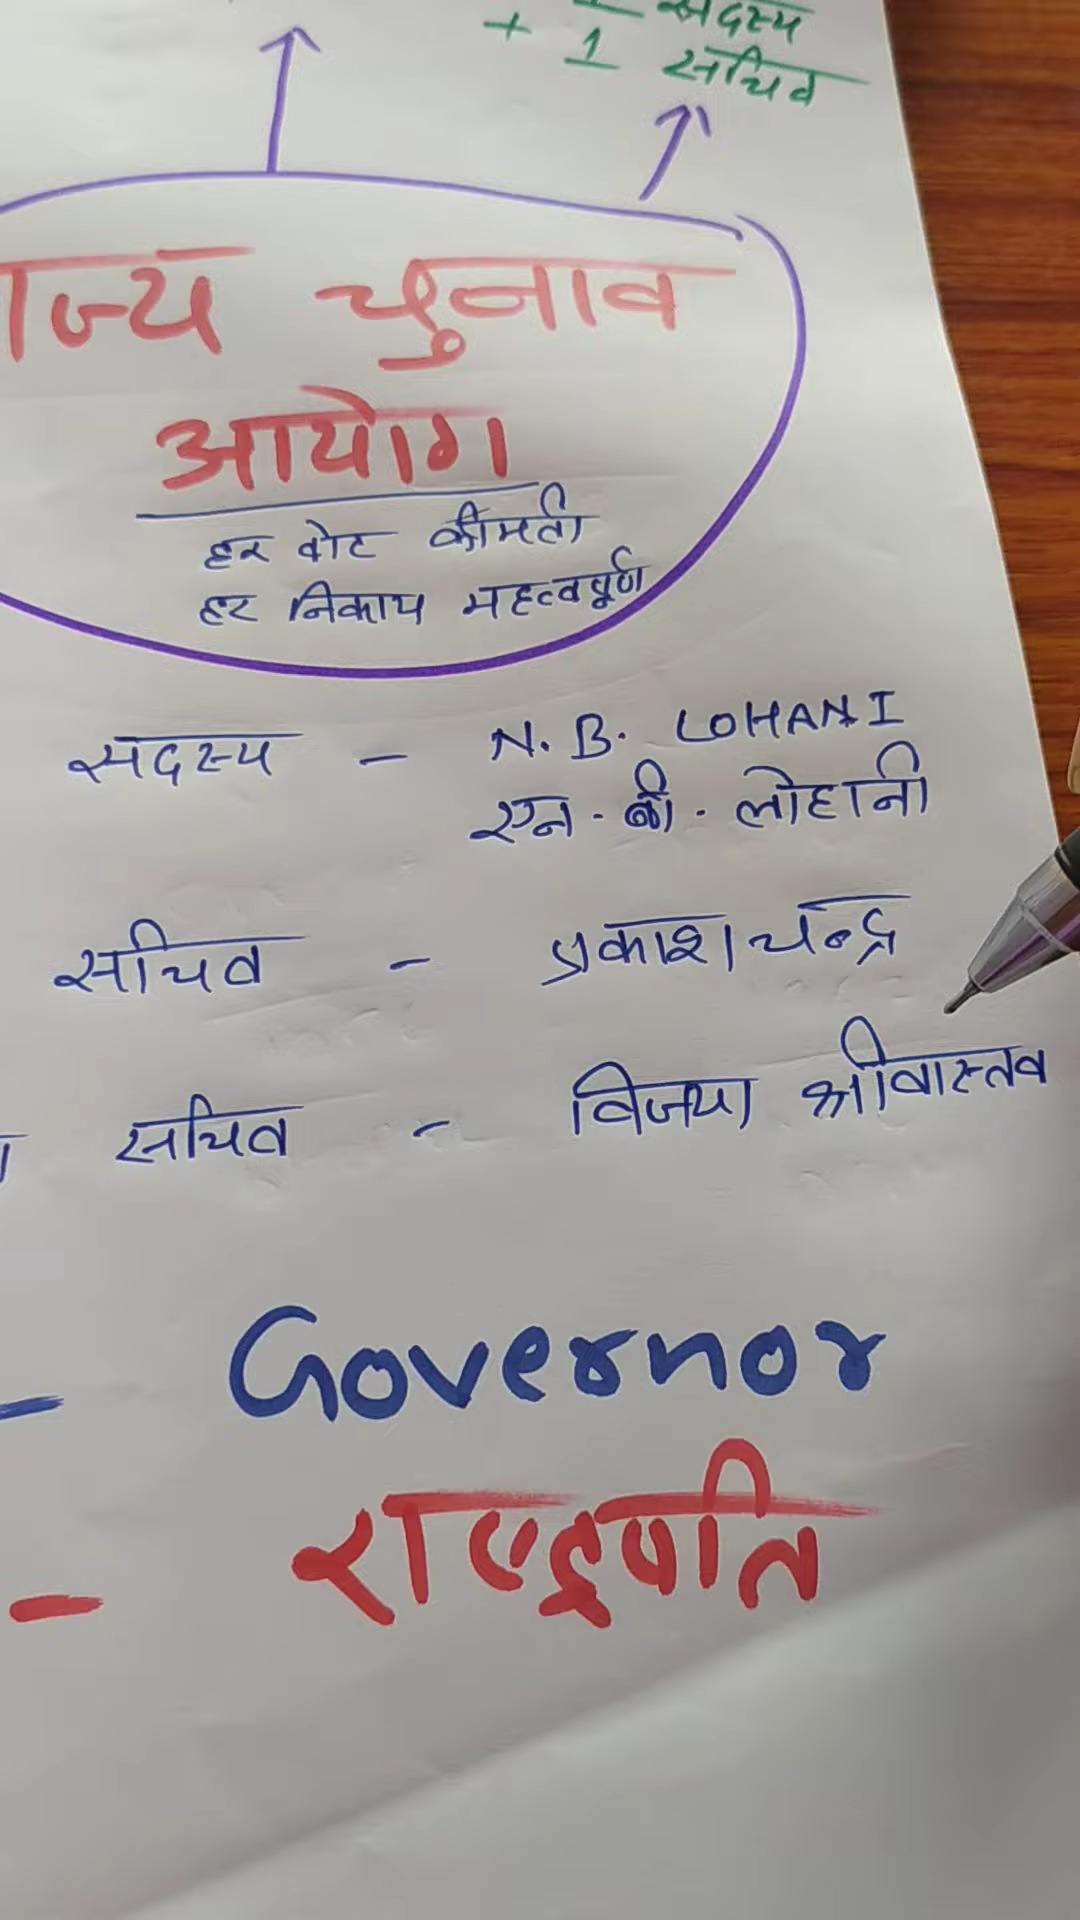 सदस्य
+ 1 सचिव
राज्य चुनाव
आयोग
हर वोट कीमती
हर निकाय महत्वपूर्ण
सदस्य - N. B. LOHANI
एन. बी. लोहानी
सचिव - प्रकाश चन्द्र
सचिव - विजया श्रीवास्तव
- Governor
- राष्ट्रपति